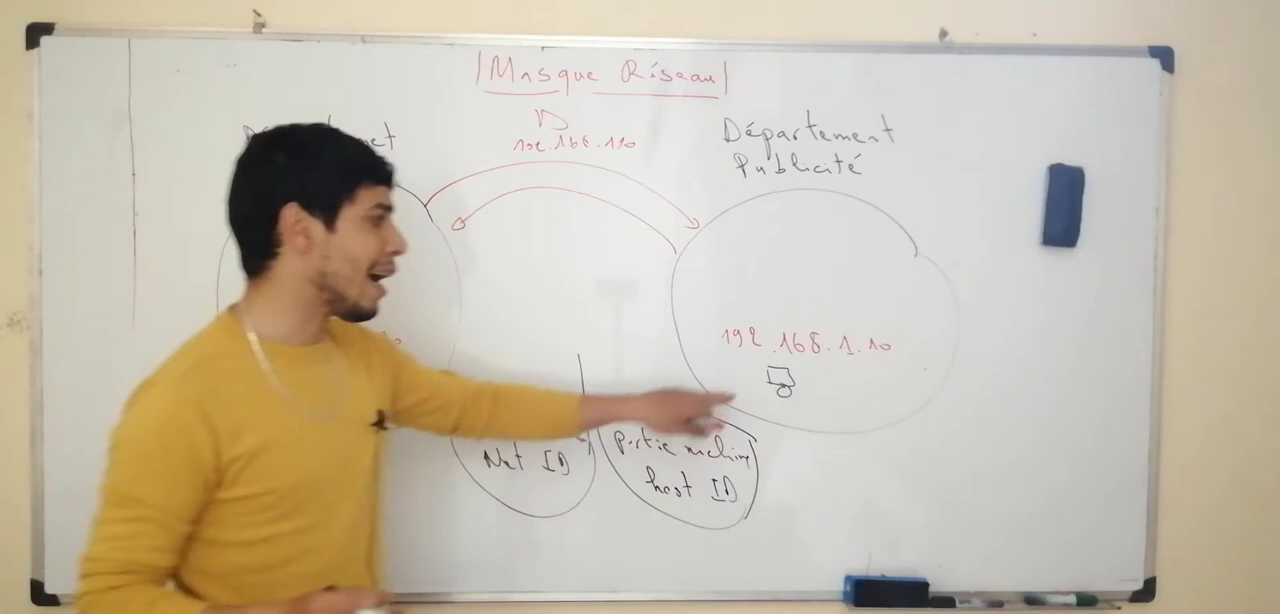 Masque Réseau
192.168.1.10
Département
Publicité
192.168.1.10
Net ID
Partie machine
host ID